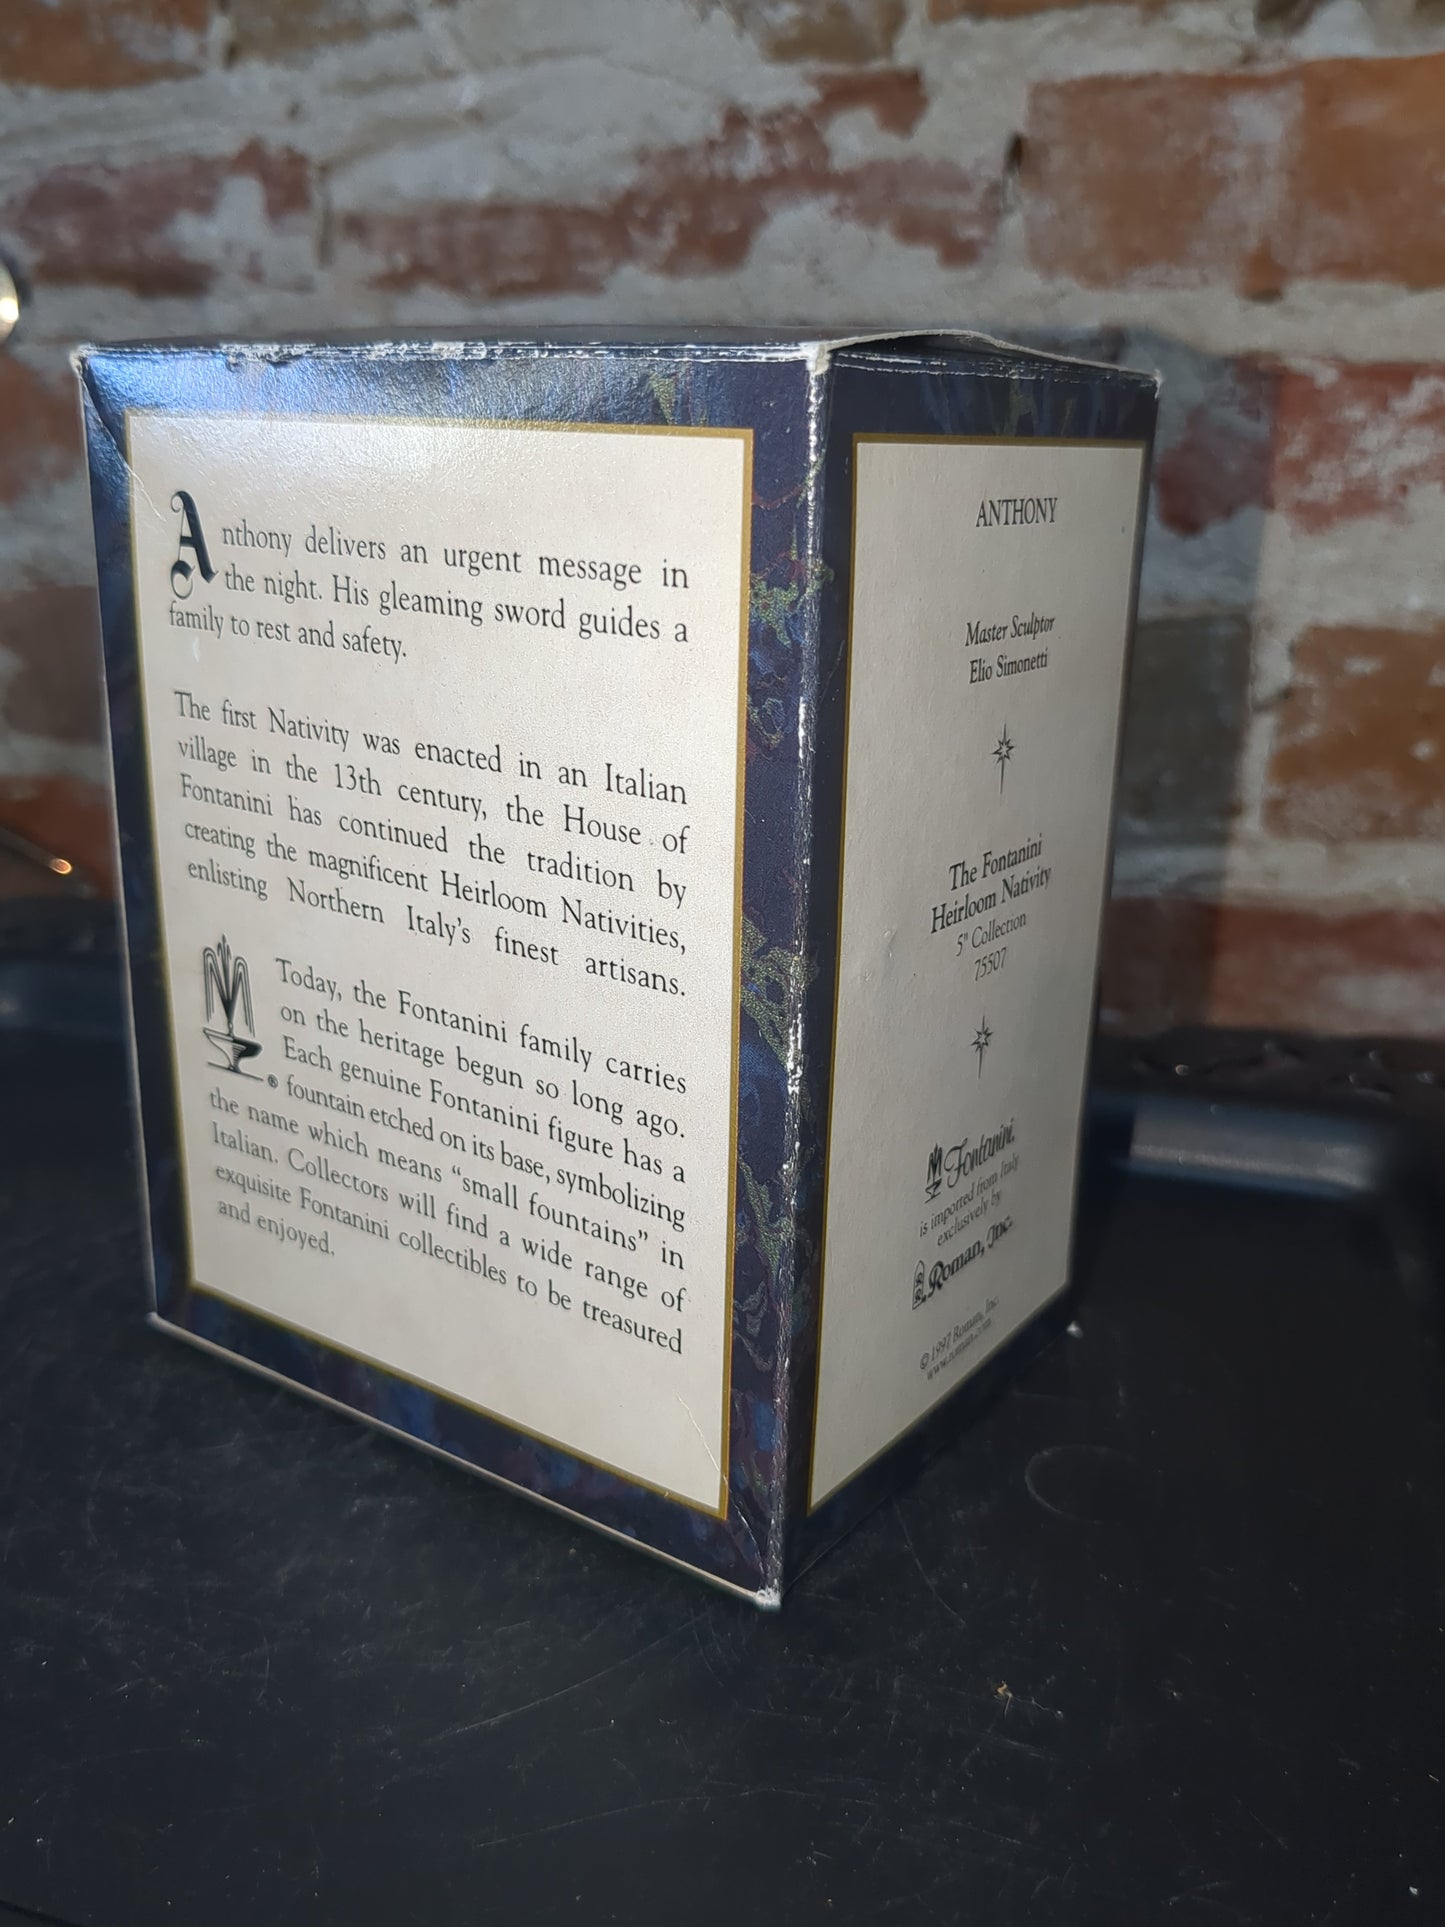 Anthony delivers an urgent message in
the night. His gleaming sword guides a
family to rest and safety.
The first Nativity was enacted in an Italian
village in the 13th century, the House of
Fontanini has continued the tradition by
creating the magnificent Heirloom Nativities,
enlisting Northern Italy's finest artisans.
Today, the Fontanini family carries
on the heritage begun so long ago.
Each genuine Fontanini figure has a
® fountain etched on its base, symbolizing
the name which means "small fountains" in
Italian. Collectors will find a wide range of
exquisite Fontanini collectibles to be treasured
and enjoyed.
ANTHONY
Master Sculptor
Elio Simonetti
The Fontanini
Heirloom Nativity
5" Collection
75507
Fontanini.
is imported from Italy
exclusively by
Roman, Inc.
© 1997 Roman, Inc.
www.roman.com